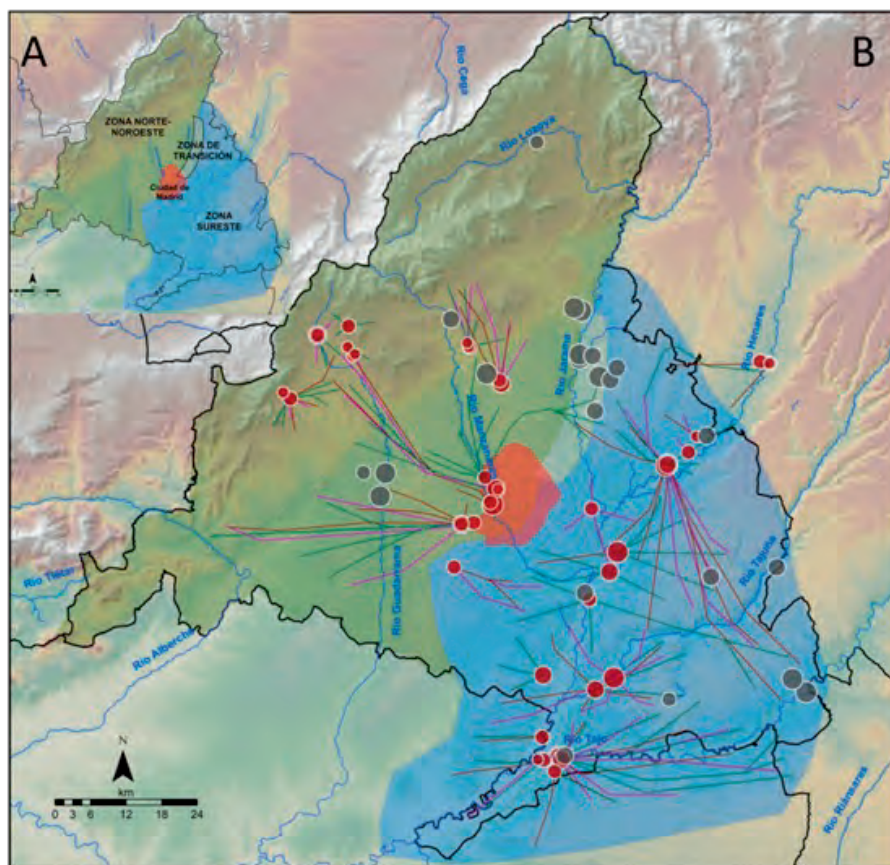 A
B
ZONA NORTE-
NOROESTE
ZONA DE
TRANSICIÓN
Ciudad de
Madrid
ZONA
SURESTE
Río Cega
Río Lozoya
Río Henares
Río Jarama
Río Manzanares
Río Guadarrama
Río Tiétar
Río Alberche
Río Tajuña
Río Tajo
Río Riánsares
N
km
0 3 6 12 18 24